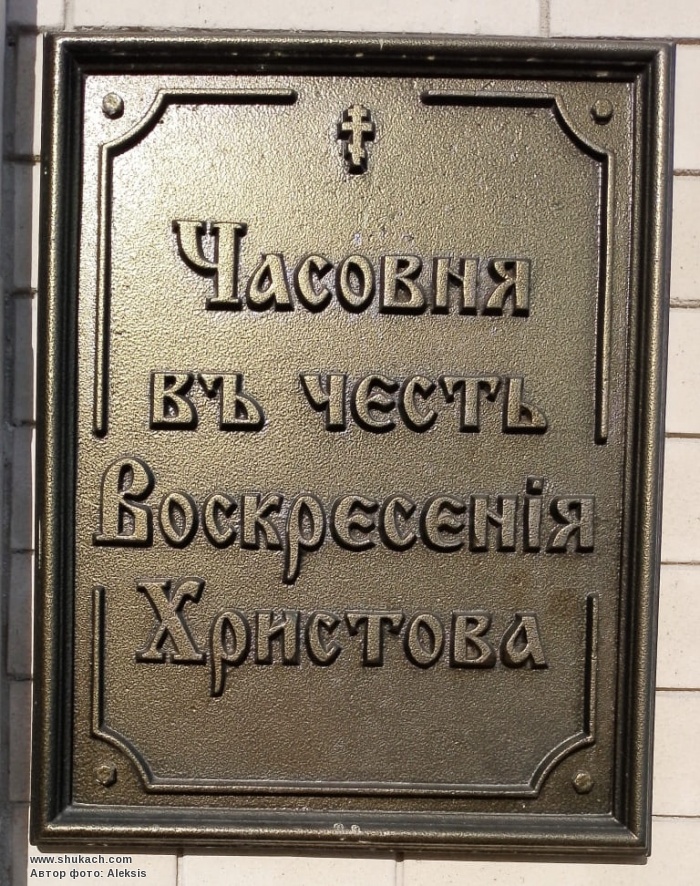 Часовня
въ честь
Воскресенія
Христова
www.shukach.com
Автор фото: Aleksis